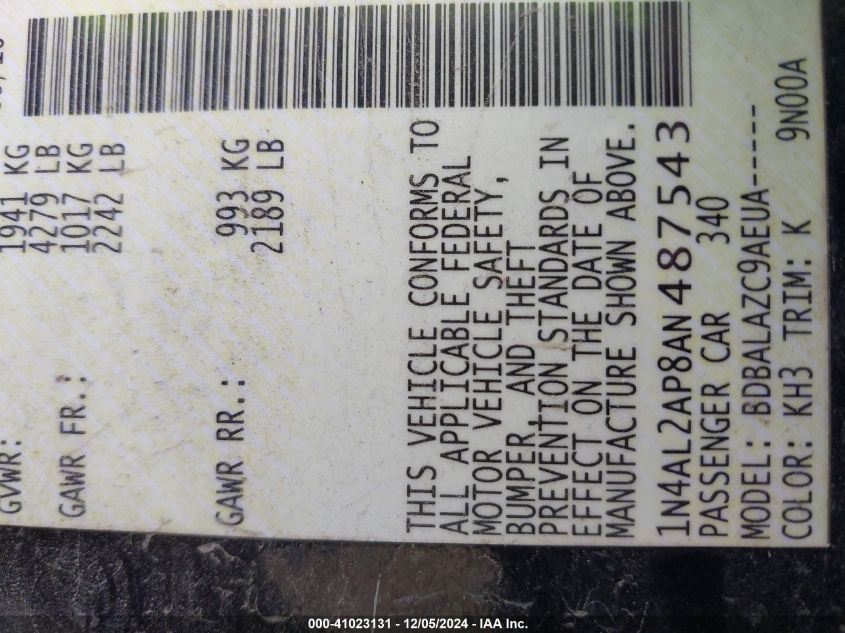 GVWR: 1941 KG
4279 LB
GAWR FR.: 1017 KG
2242 LB
GAWR RR.: 993 KG
2189 LB
THIS VEHICLE CONFORMS TO
ALL APPLICABLE FEDERAL
MOTOR VEHICLE SAFETY,
BUMPER, AND THEFT
PREVENTION STANDARDS IN
EFFECT ON THE DATE OF
MANUFACTURE SHOWN ABOVE.
1N4AL2AP8AN487543
PASSENGER CAR 340
MODEL: BDBALAZC9AEUA-----
COLOR: KH3 TRIM: K 9N00A
000-41023131 - 12/05/2024 - IAA Inc.